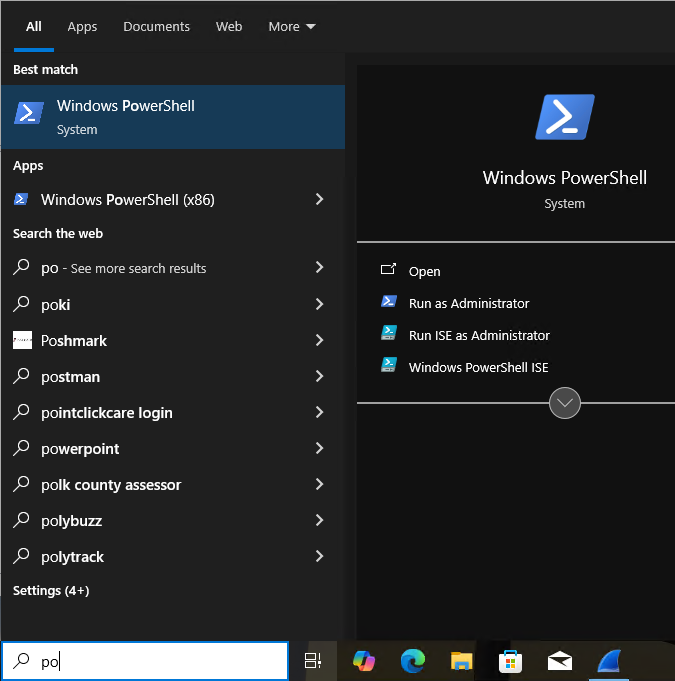 All Apps Documents Web More
Best match
Windows PowerShell
System
Apps
Windows PowerShell (x86)
Search the web
po - See more search results
poki
Poshmark
postman
pointclickcare login
powerpoint
polk county assessor
polybuzz
polytrack
Settings (4+)
po
Windows PowerShell
System
Open
Run as Administrator
Run ISE as Administrator
Windows PowerShell ISE